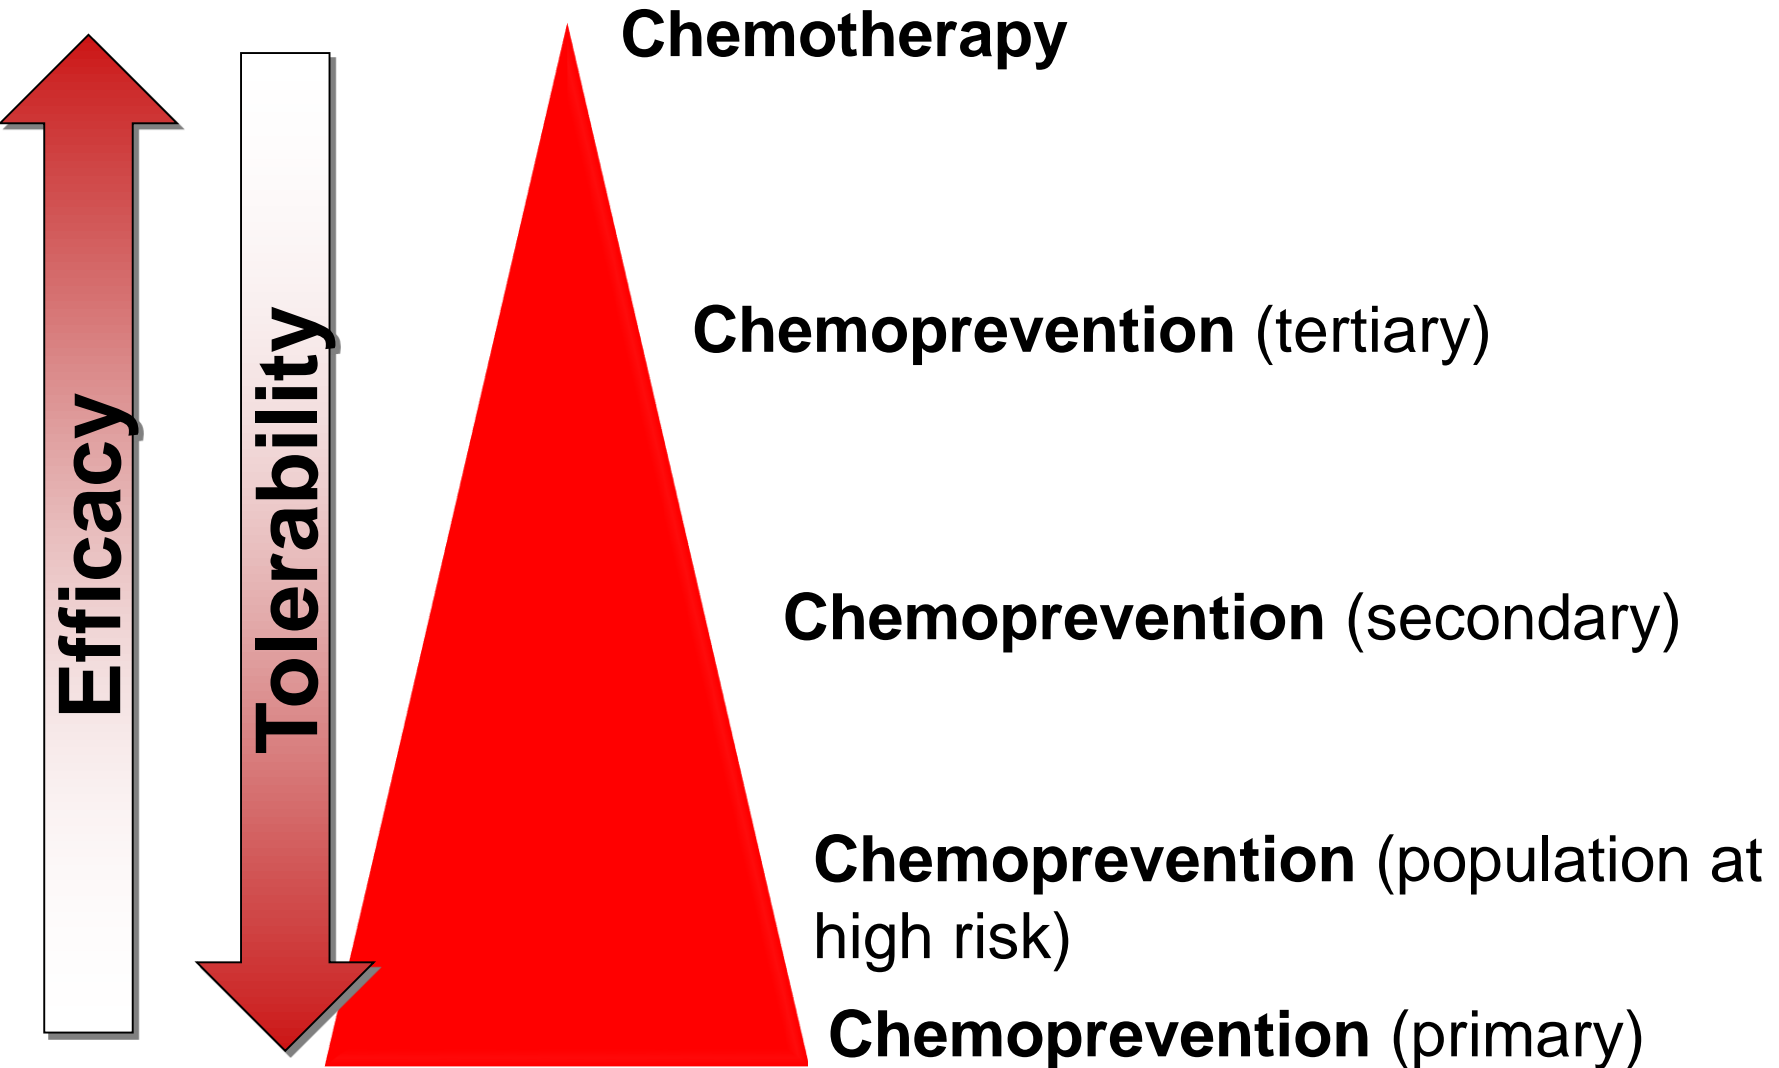 Chemotherapy
Efficacy
Tolerability
Chemoprevention (tertiary)
Chemoprevention (secondary)
Chemoprevention (population at
high risk)
Chemoprevention (primary)